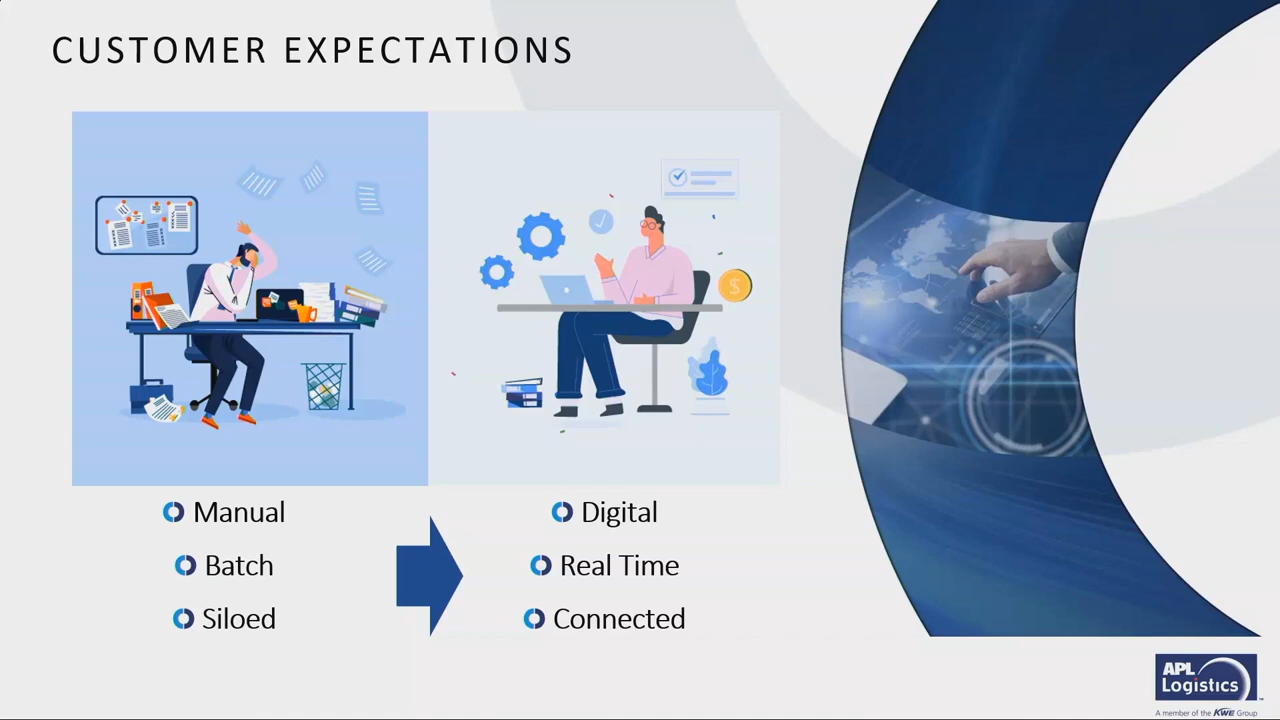 CUSTOMER EXPECTATIONS
Manual
Batch
Siloed
Digital
Real Time
Connected
APL
Logistics
A member of the KWE Group